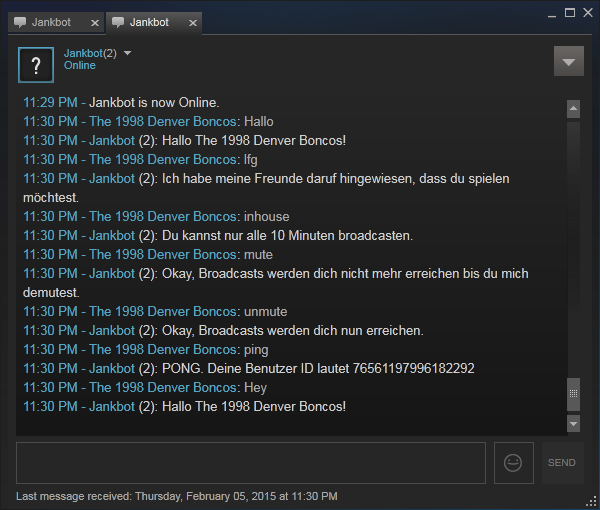 Jankbot Jankbot
?
Jankbot(2)
Online
11:29 PM - Jankbot is now Online.
11:30 PM - The 1998 Denver Boncos: Hallo
11:30 PM - Jankbot (2): Hallo The 1998 Denver Boncos!
11:30 PM - The 1998 Denver Boncos: lfg
11:30 PM - Jankbot (2): Ich habe meine Freunde daruf hingewiesen, dass du spielen
möchtest.
11:30 PM - The 1998 Denver Boncos: inhouse
11:30 PM - Jankbot (2): Du kannst nur alle 10 Minuten broadcasten.
11:30 PM - The 1998 Denver Boncos: mute
11:30 PM - Jankbot (2): Okay, Broadcasts werden dich nicht mehr erreichen bis du mich
demutest.
11:30 PM - The 1998 Denver Boncos: unmute
11:30 PM - Jankbot (2): Okay, Broadcasts werden dich nun erreichen.
11:30 PM - The 1998 Denver Boncos: ping
11:30 PM - Jankbot (2): PONG. Deine Benutzer ID lautet 76561197996182292
11:30 PM - The 1998 Denver Boncos: Hey
11:30 PM - Jankbot (2): Hallo The 1998 Denver Boncos!
SEND
Last message received: Thursday, February 05, 2015 at 11:30 PM